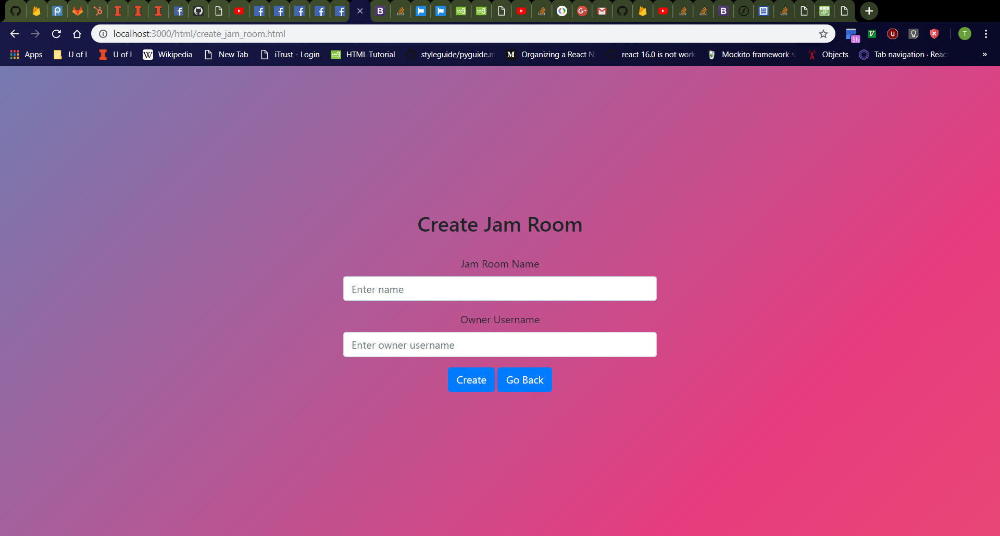 localhost:3000/html/create_jam_room.html
T
5h
Apps
U of I
U of I
Wikipedia
New Tab
iTrust - Login
HTML Tutorial
styleguide/pyguide.m
Organizing a React N
react 16.0 is not work
Mockito framework s
Objects
Tab navigation · Reac
»
Create Jam Room
Jam Room Name
Enter name
Owner Username
Enter owner username
Create Go Back